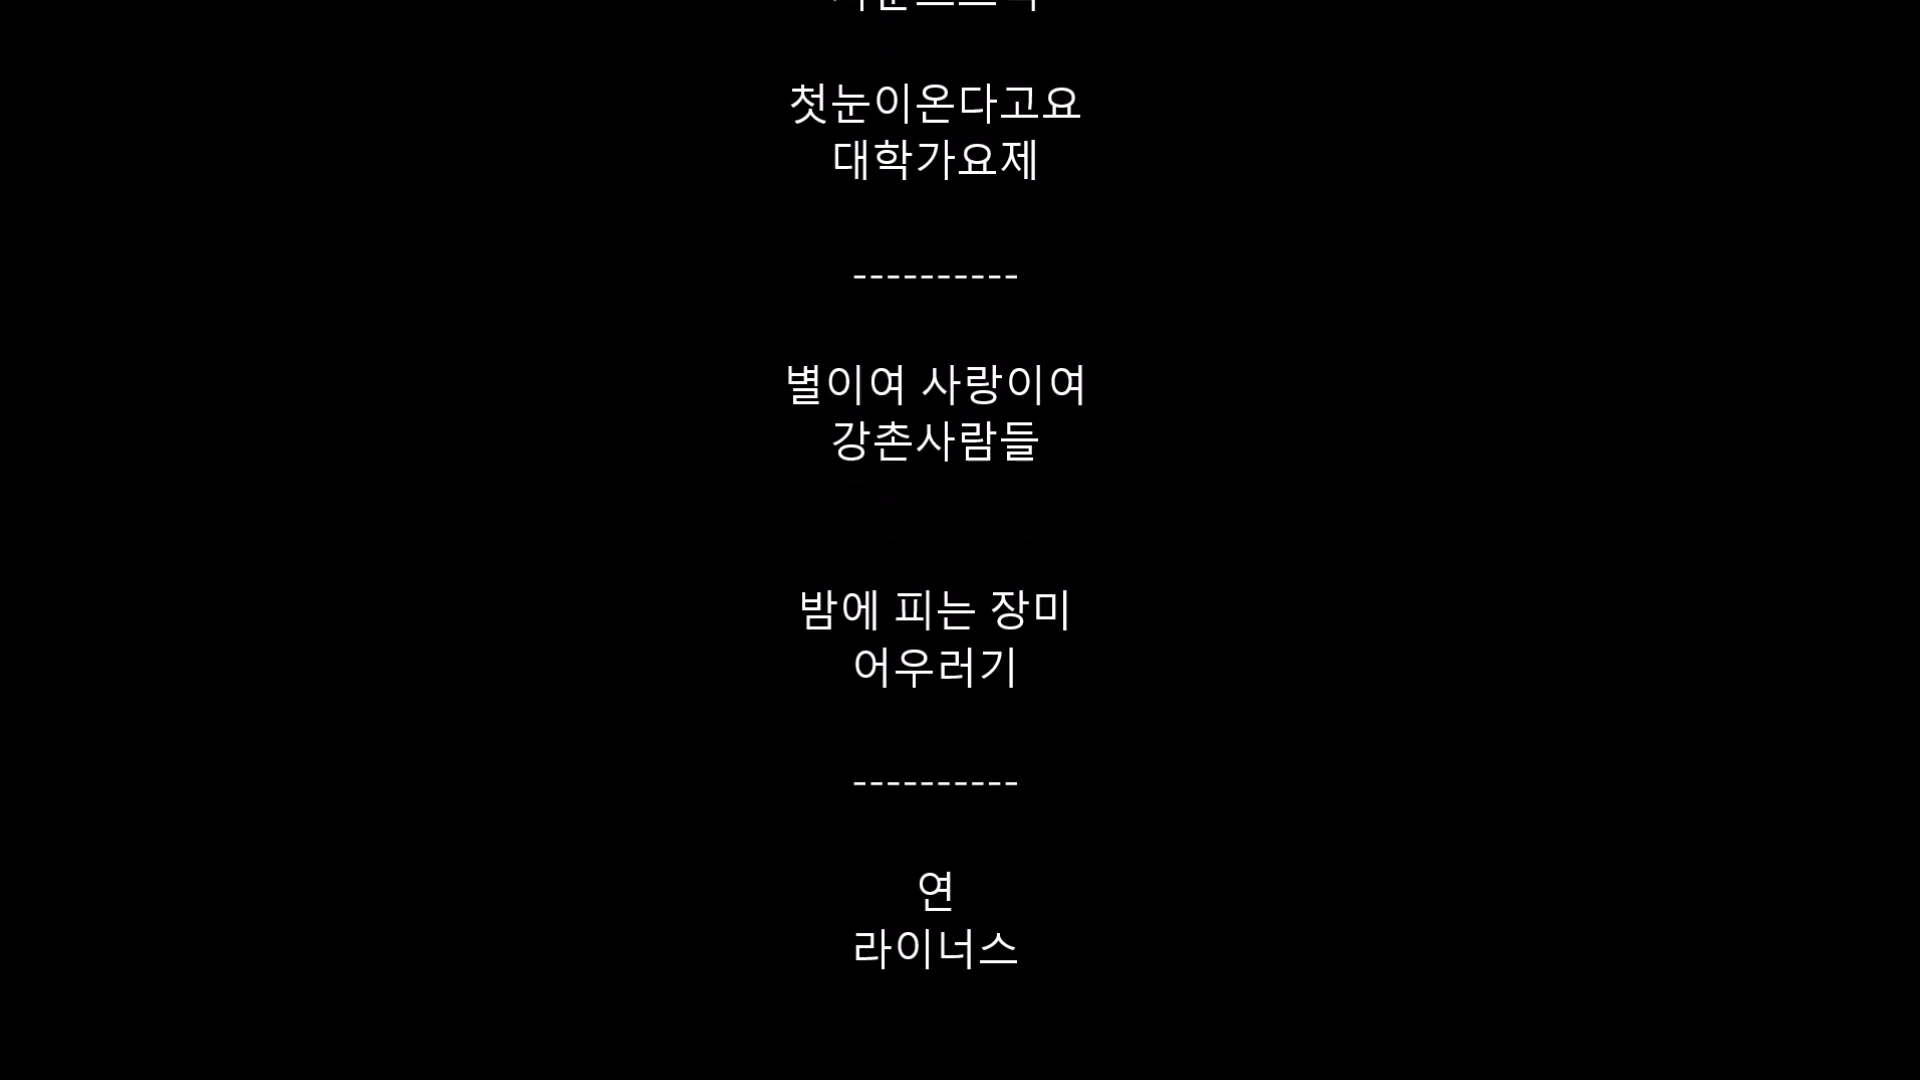 첫눈이온다고요
대학가요제
----------
별이여 사랑이여
강촌사람들
밤에 피는 장미
어우러기
----------
연
라이너스